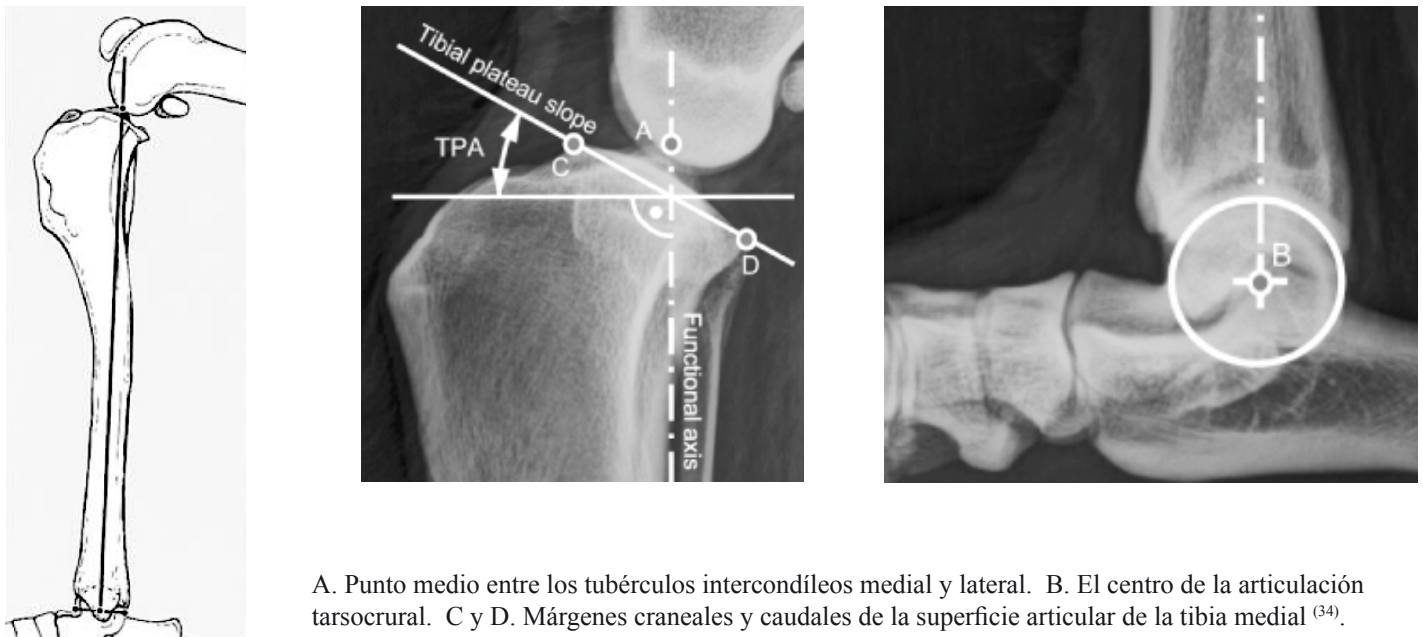 Tibial plateau slope
TPA
A
C
D
Functional axis
B
A. Punto medio entre los tubérculos intercondíleos medial y lateral. B. El centro de la articulación
tarsocrural. C y D. Márgenes craneales y caudales de la superficie articular de la tibia medial (34).